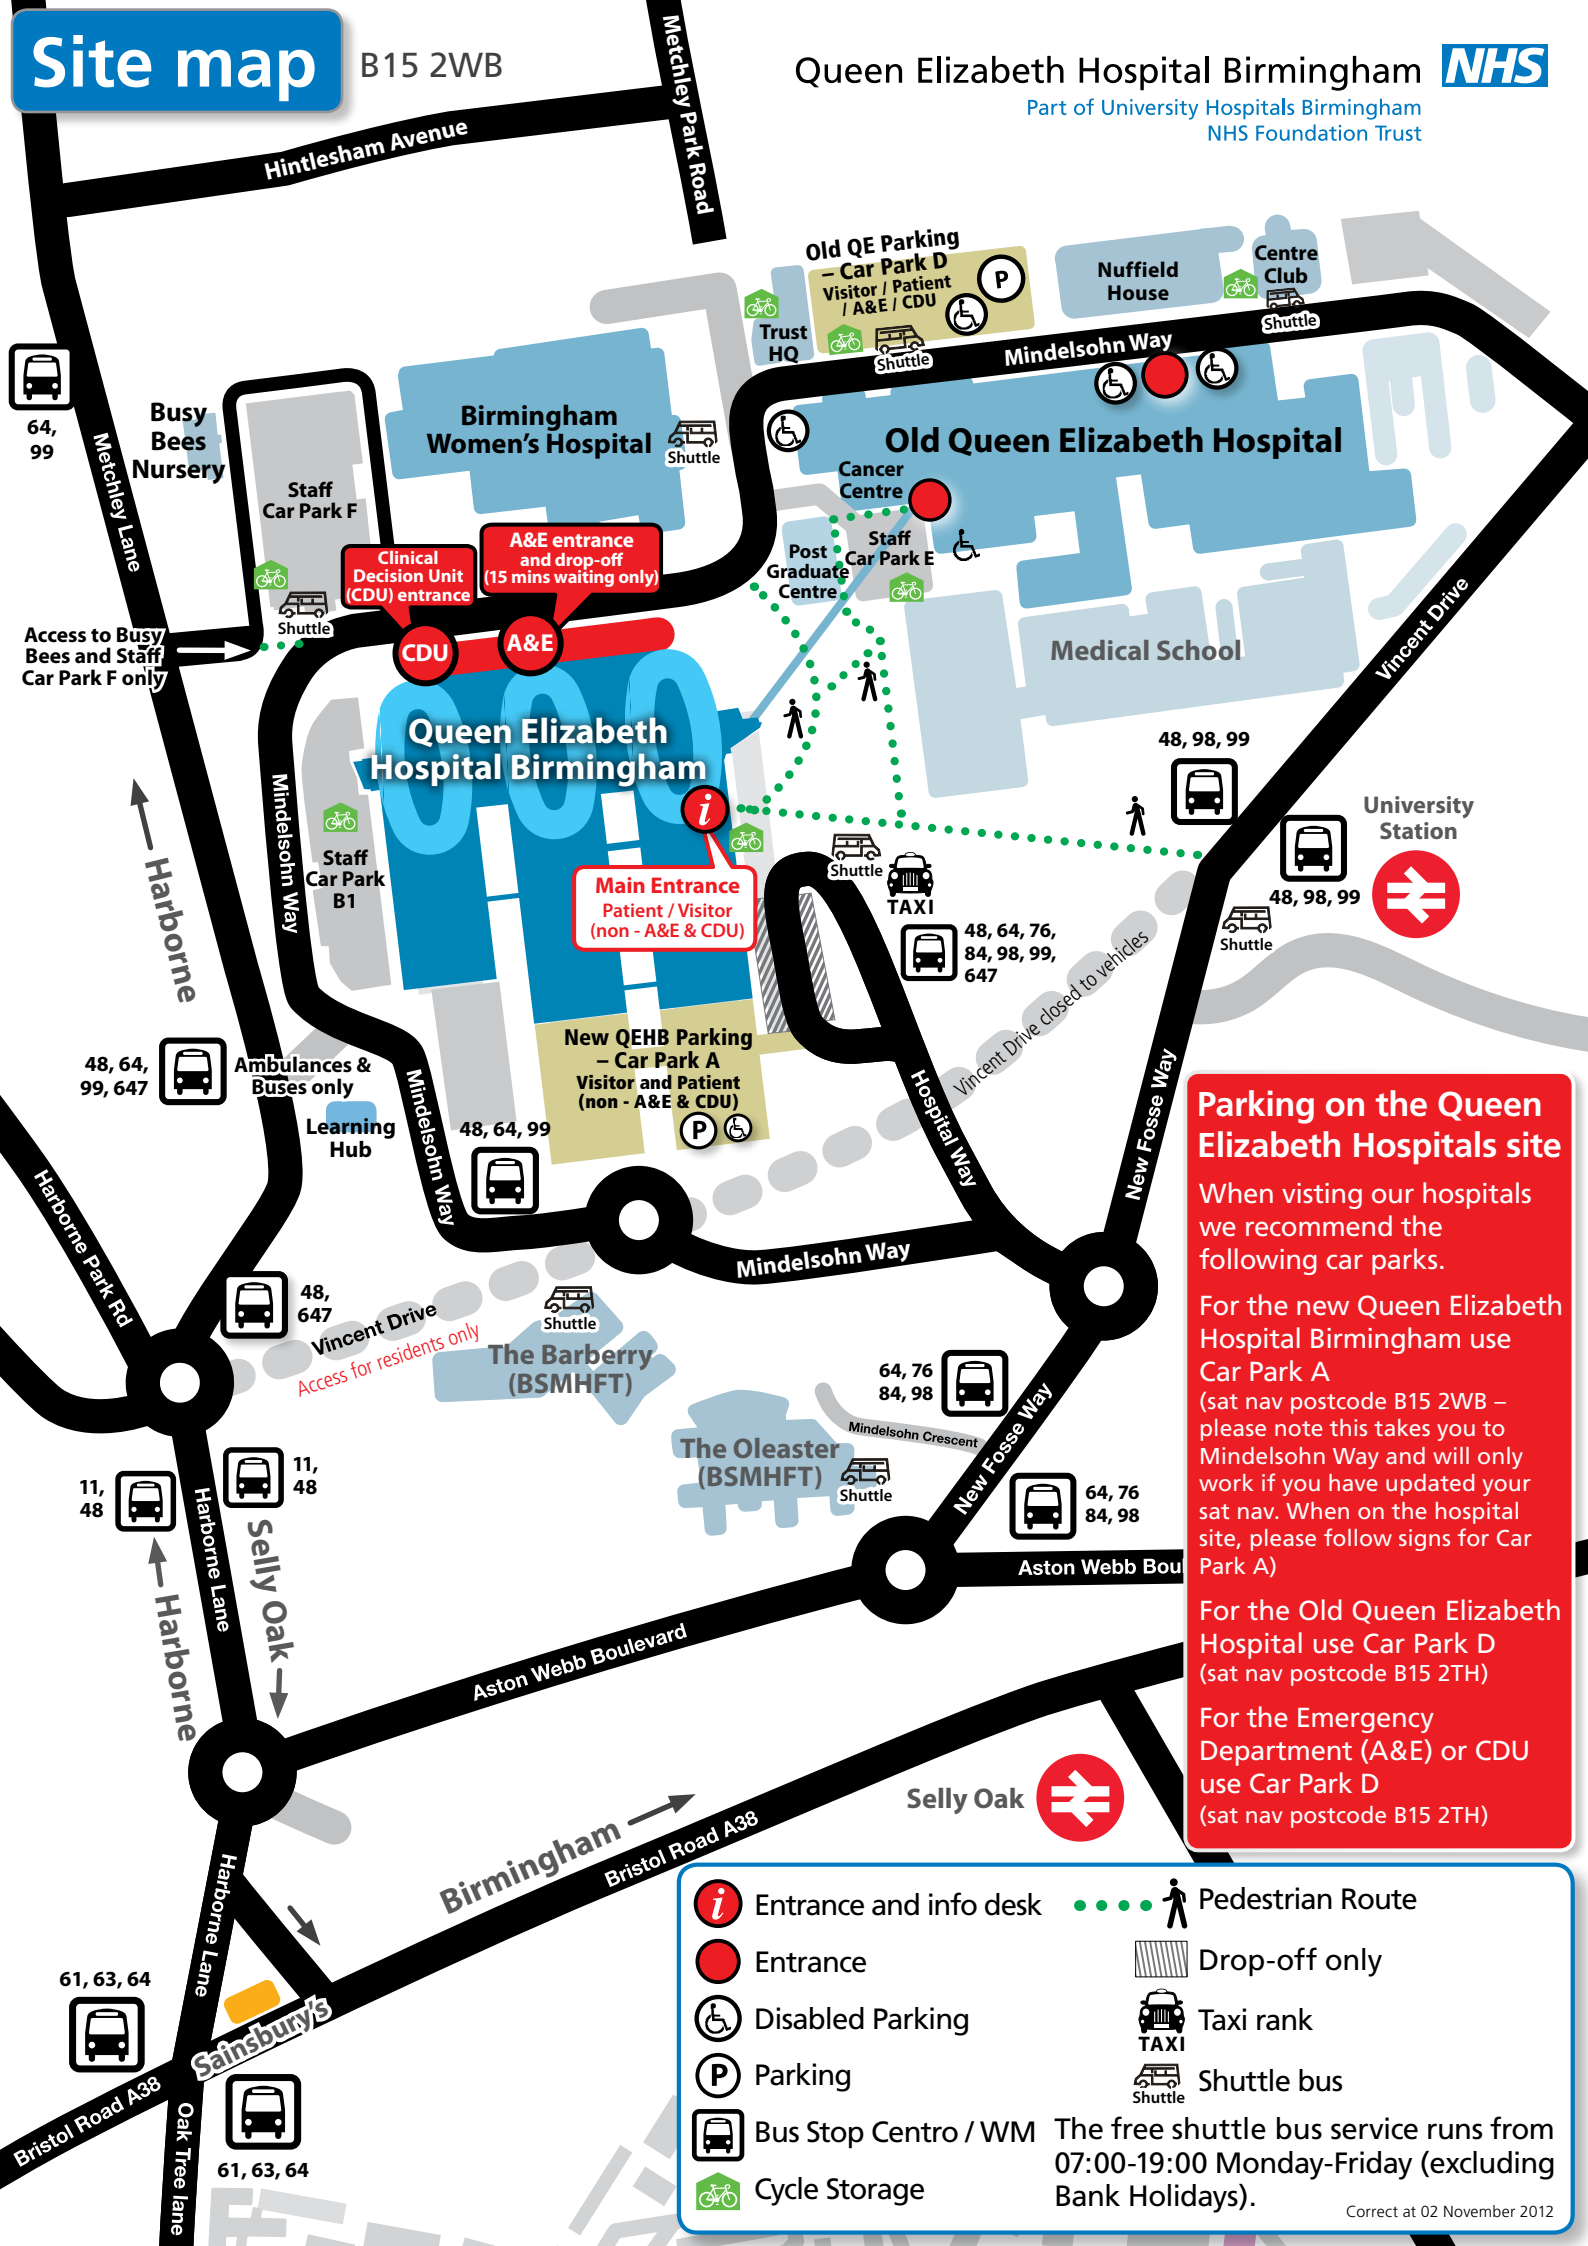 Site map
B15 2WB
Queen Elizabeth Hospital Birmingham
NHS
Part of University Hospitals Birmingham
NHS Foundation Trust
Metchley Park Road
Hintlesham Avenue
Old QE Parking
– Car Park D
Visitor / Patient
/ A&E / CDU
P
Shuttle
Trust
HQ
Nuffield
House
Centre
Club
Shuttle
Mindelsohn Way
64,
99
Busy
Bees
Nursery
Metchley Lane
Staff
Car Park F
Birmingham
Women's Hospital
Shuttle
Old Queen Elizabeth Hospital
Cancer
Centre
Post
Graduate
Centre
Staff
Car Park E
Clinical
Decision Unit
(CDU) entrance
A&E entrance
and drop-off
(15 mins waiting only)
Shuttle
CDU
A&E
Access to Busy
Bees and Staff
Car Park F only
Medical School
Vincent Drive
Queen Elizabeth
Hospital Birmingham
i
Main Entrance
Patient / Visitor
(non - A&E & CDU)
Mindelsohn Way
Staff
Car Park
B1
Harborne
48, 98, 99
University
Station
48, 98, 99
Shuttle
Shuttle
TAXI
48, 64, 76,
84, 98, 99,
647
Vincent Drive closed to vehicles
New QEHB Parking
– Car Park A
Visitor and Patient
(non - A&E & CDU)
P
48, 64,
99, 647
Ambulances &
Buses only
Learning
Hub
Mindelsohn Way
48, 64, 99
Hospital Way
New Fosse Way
Mindelsohn Way
Harborne Park Rd
48,
647
Vincent Drive
Access for residents only
Shuttle
The Barberry
(BSMHFT)
The Oleaster
(BSMHFT)
Shuttle
64, 76
84, 98
Mindelsohn Crescent
New Fosse Way
64, 76
84, 98
Aston Webb Boul
11,
48
11,
48
Harborne Lane
Selly Oak
Harborne
Aston Webb Boulevard
Parking on the Queen
Elizabeth Hospitals site
When visting our hospitals
we recommend the
following car parks.
For the new Queen Elizabeth
Hospital Birmingham use
Car Park A
(sat nav postcode B15 2WB –
please note this takes you to
Mindelsohn Way and will only
work if you have updated your
sat nav. When on the hospital
site, please follow signs for Car
Park A)
For the Old Queen Elizabeth
Hospital use Car Park D
(sat nav postcode B15 2TH)
For the Emergency
Department (A&E) or CDU
use Car Park D
(sat nav postcode B15 2TH)
Selly Oak
Birmingham
Bristol Road A38
Harborne Lane
Sainsbury's
61, 63, 64
Bristol Road A38
Oak Tree lane
61, 63, 64
i
Entrance and info desk
Entrance
Disabled Parking
P
Parking
Bus Stop Centro / WM
Cycle Storage
Pedestrian Route
Drop-off only
TAXI
Taxi rank
Shuttle
Shuttle bus
The free shuttle bus service runs from
07:00-19:00 Monday-Friday (excluding
Bank Holidays).
Correct at 02 November 2012